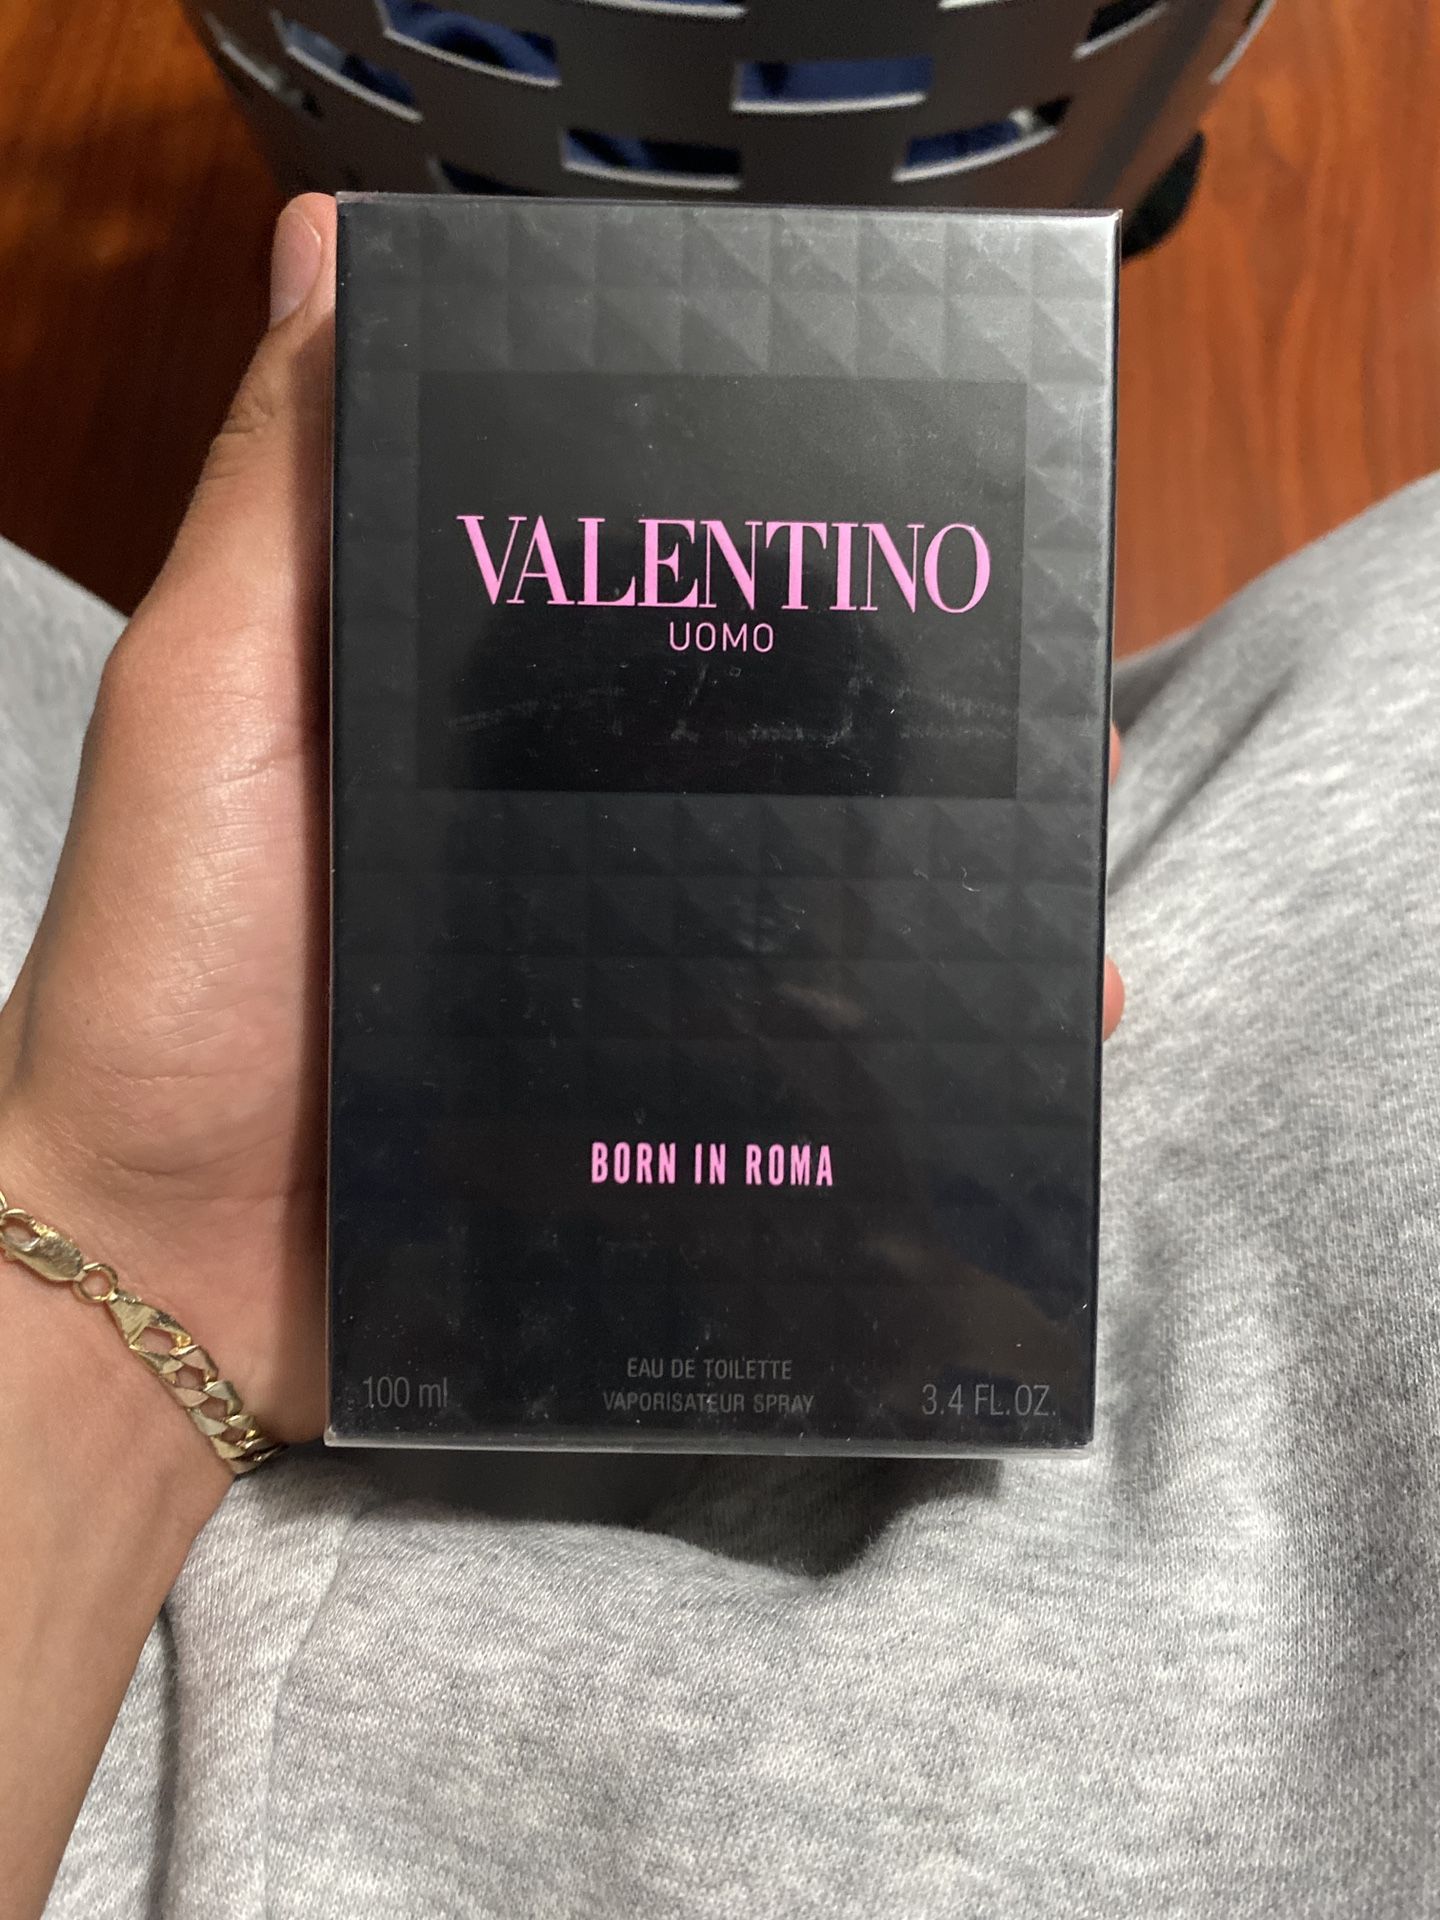 VALENTINO
UOMO
BORN IN ROMA
EAU DE TOILETTE
100 ml VAPORISATEUR SPRAY 3.4 FL.OZ.